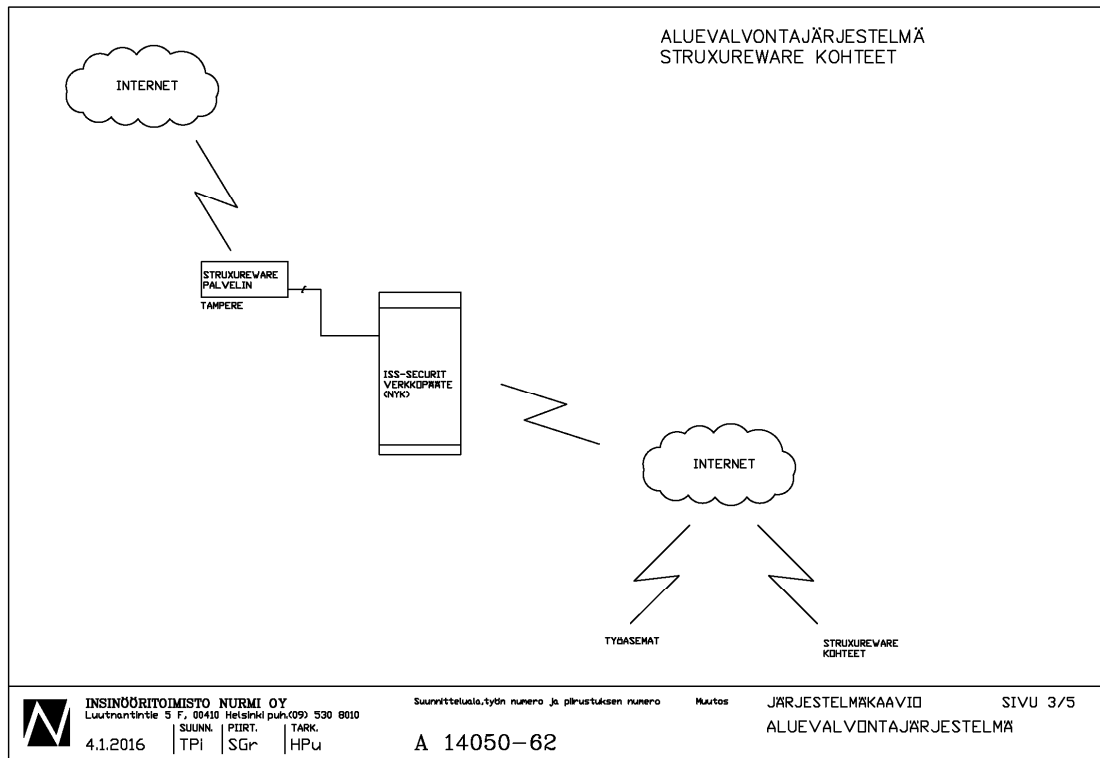 ALUEVALVONTAJÄRJESTELMÄ
STRUXUREWARE KOHTEET
INTERNET
STRUXUREWARE
PALVELIN
TAMPERE
ISS-SECURIT
VERKKOPÄÄTE
(NYK)
INTERNET
TYÖASEMAT
STRUXUREWARE
KOHTEET
INSINÖÖRITOIMISTO NURMI OY
Luutnantintie 5 F, 00410 Helsinki puh.(09) 530 8010
4.1.2016
SUUNN.
TPi
PIIRT.
SGr
TARK.
HPu
Suunnitteluala,työn numero ja piirustuksen numero
A 14050-62
Muutos
JÄRJESTELMÄKAAVIO
ALUEVALVONTAJÄRJESTELMÄ
SIVU 3/5